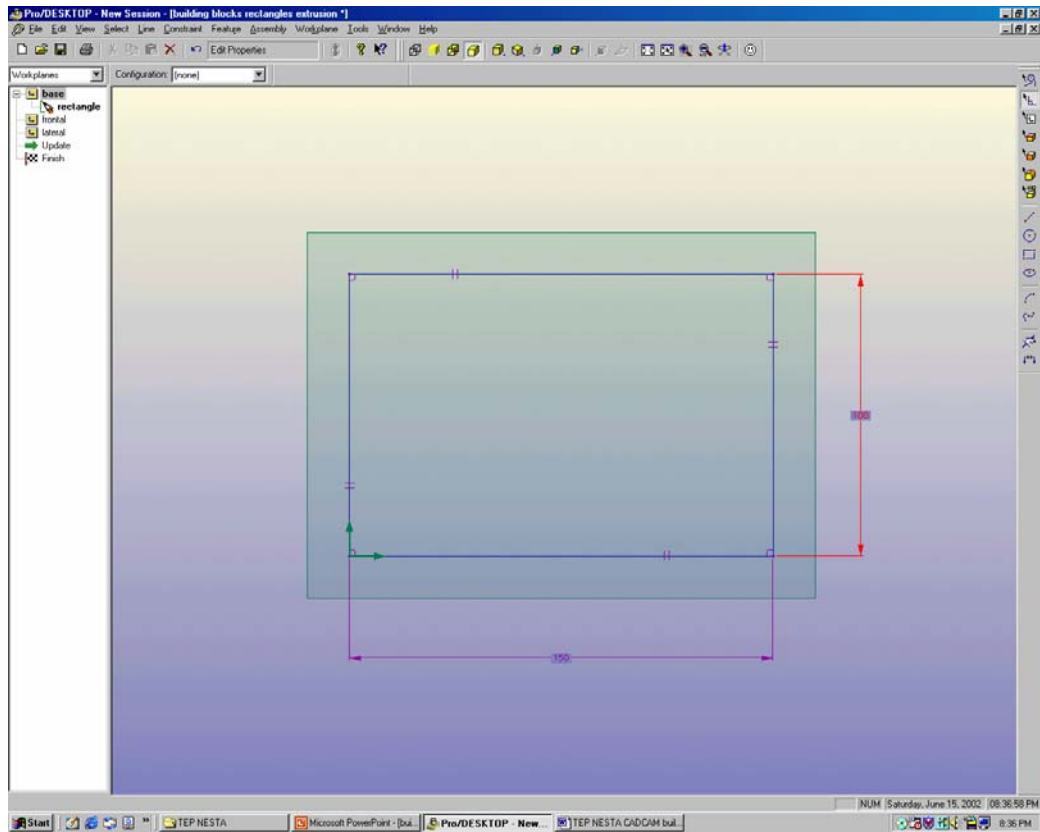 Pro/DESKTOP - New Session - [building blocks rectangles extrusion *]
File Edit View Select Line Constraint Feature Assembly Workplane Tools Window Help
Edit Properties
Workplanes Configuration: (none)
base
rectangle
frontal
lateral
Update
Finish
100
150
NUM Saturday, June 15, 2002 08:36:58 PM
Start » TEP NESTA Microsoft PowerPoint - [bui... Pro/DESKTOP - New... TEP NESTA CADCAM buil... 8:36 PM